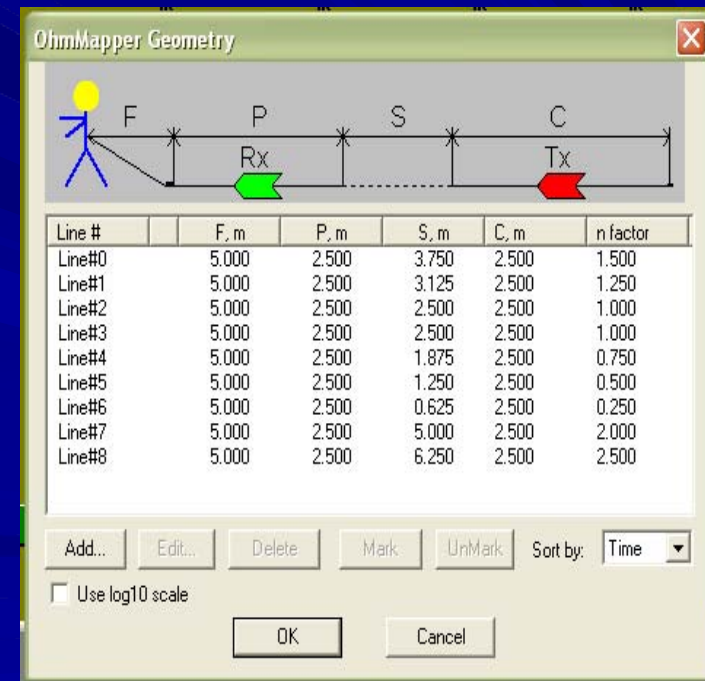 OhmMapper Geometry
F P S C
Rx Tx
Line # F, m P, m S, m C, m n factor
Line#0 5.000 2.500 3.750 2.500 1.500
Line#1 5.000 2.500 3.125 2.500 1.250
Line#2 5.000 2.500 2.500 2.500 1.000
Line#3 5.000 2.500 2.500 2.500 1.000
Line#4 5.000 2.500 1.875 2.500 0.750
Line#5 5.000 2.500 1.250 2.500 0.500
Line#6 5.000 2.500 0.625 2.500 0.250
Line#7 5.000 2.500 5.000 2.500 2.000
Line#8 5.000 2.500 6.250 2.500 2.500
Add... Edit... Delete Mark UnMark Sort by: Time
Use log10 scale
OK Cancel